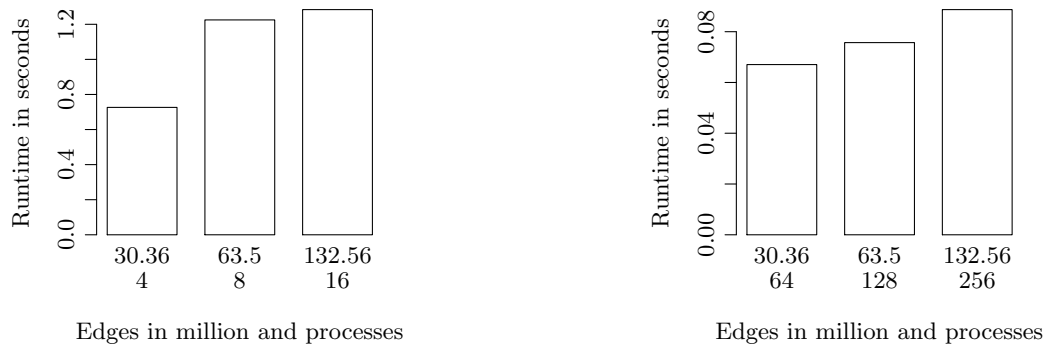 Runtime in seconds
0.0 0.4 0.8 1.2
30.36 63.5 132.56
4 8 16
Edges in million and processes
Runtime in seconds
0.00 0.04 0.08
30.36 63.5 132.56
64 128 256
Edges in million and processes